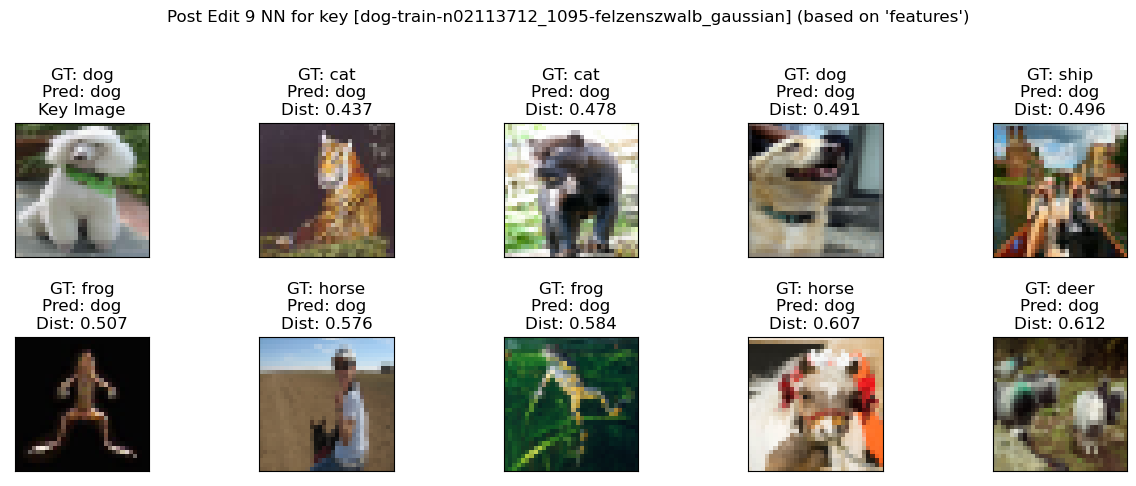 Post Edit 9 NN for key [dog-train-n02113712_1095-felzenszwalb_gaussian] (based on 'features')
GT: dog
Pred: dog
Key Image
GT: cat
Pred: dog
Dist: 0.437
GT: cat
Pred: dog
Dist: 0.478
GT: dog
Pred: dog
Dist: 0.491
GT: ship
Pred: dog
Dist: 0.496
GT: frog
Pred: dog
Dist: 0.507
GT: horse
Pred: dog
Dist: 0.576
GT: frog
Pred: dog
Dist: 0.584
GT: horse
Pred: dog
Dist: 0.607
GT: deer
Pred: dog
Dist: 0.612